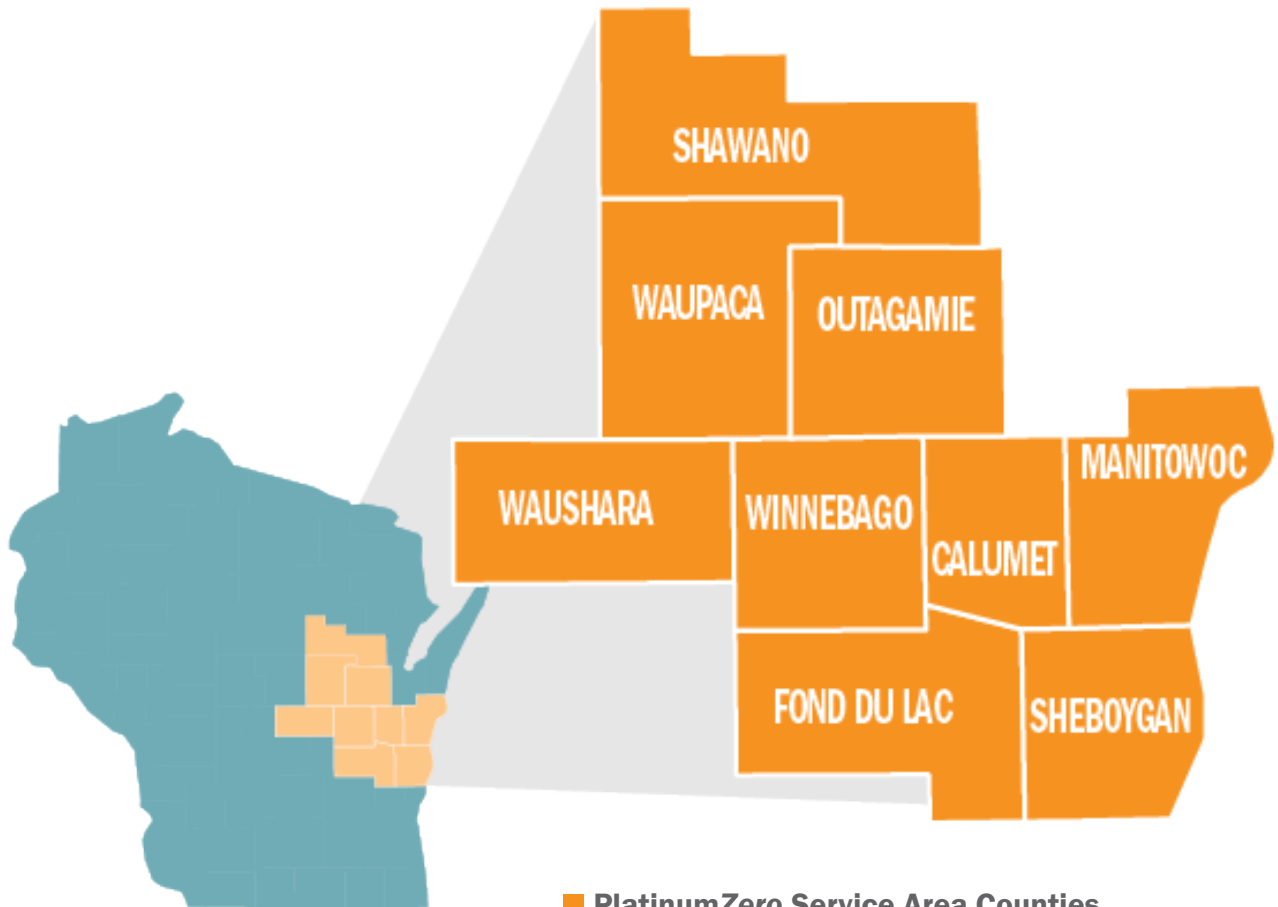 SHAWANO
WAUPACA
OUTAGAMIE
MANITOWOC
WAUSHARA
WINNEBAGO
CALUMET
FOND DU LAC
SHEBOYGAN
PlatinumZero Service Area Counties